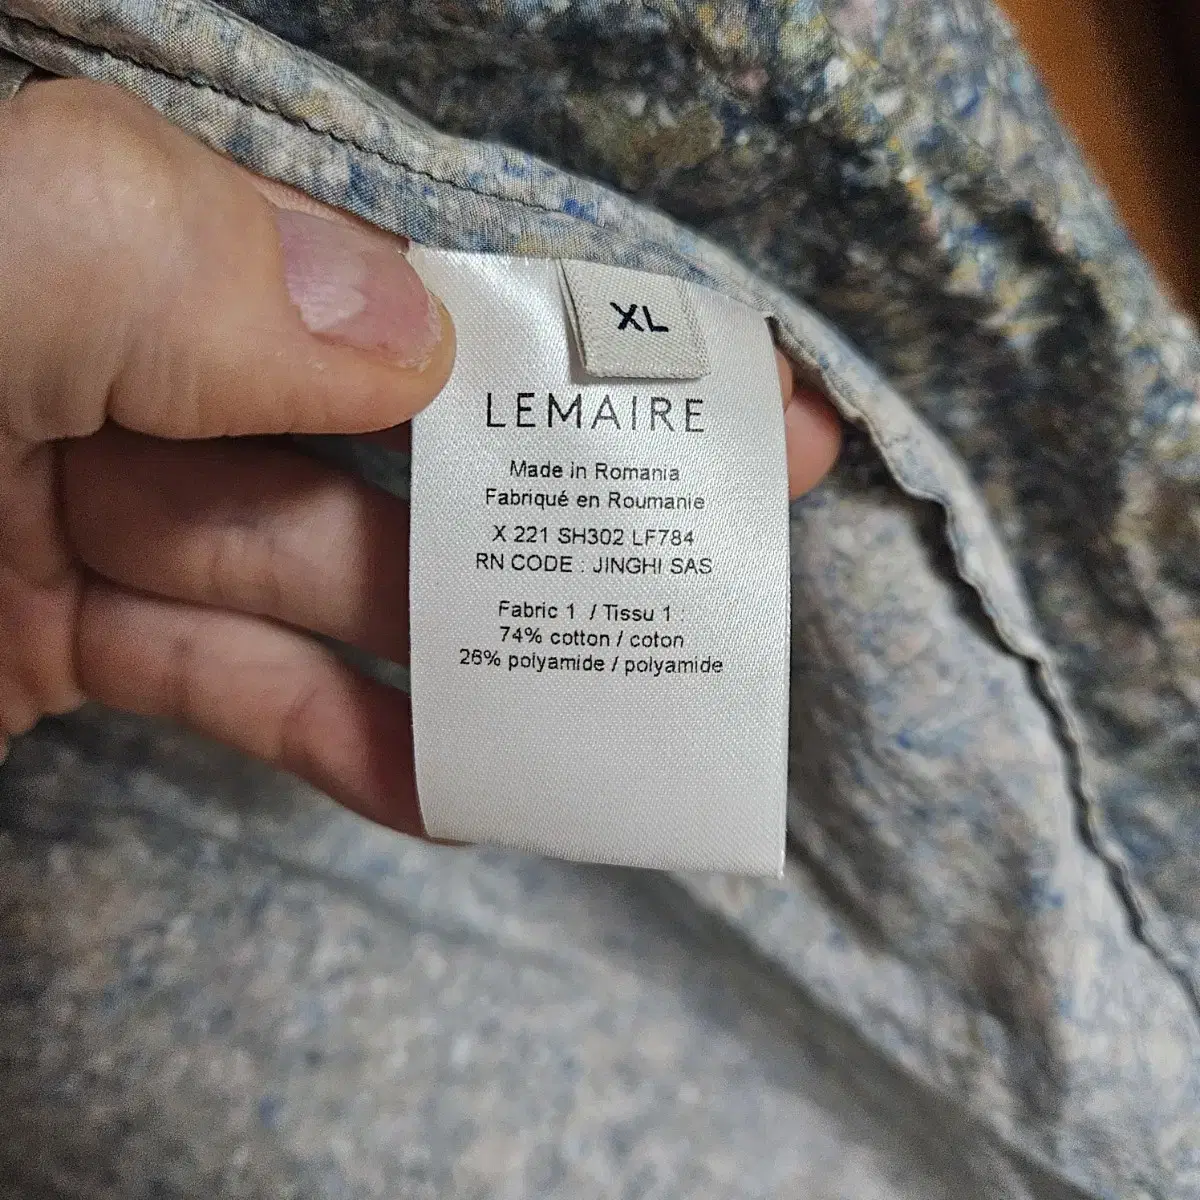 XL
LEMAIRE
Made in Romania
Fabriqué en Roumanie
X 221 SH302 LF784
RN CODE : JINGHI SAS
Fabric 1 / Tissu 1 :
74% cotton / coton
26% polyamide / polyamide